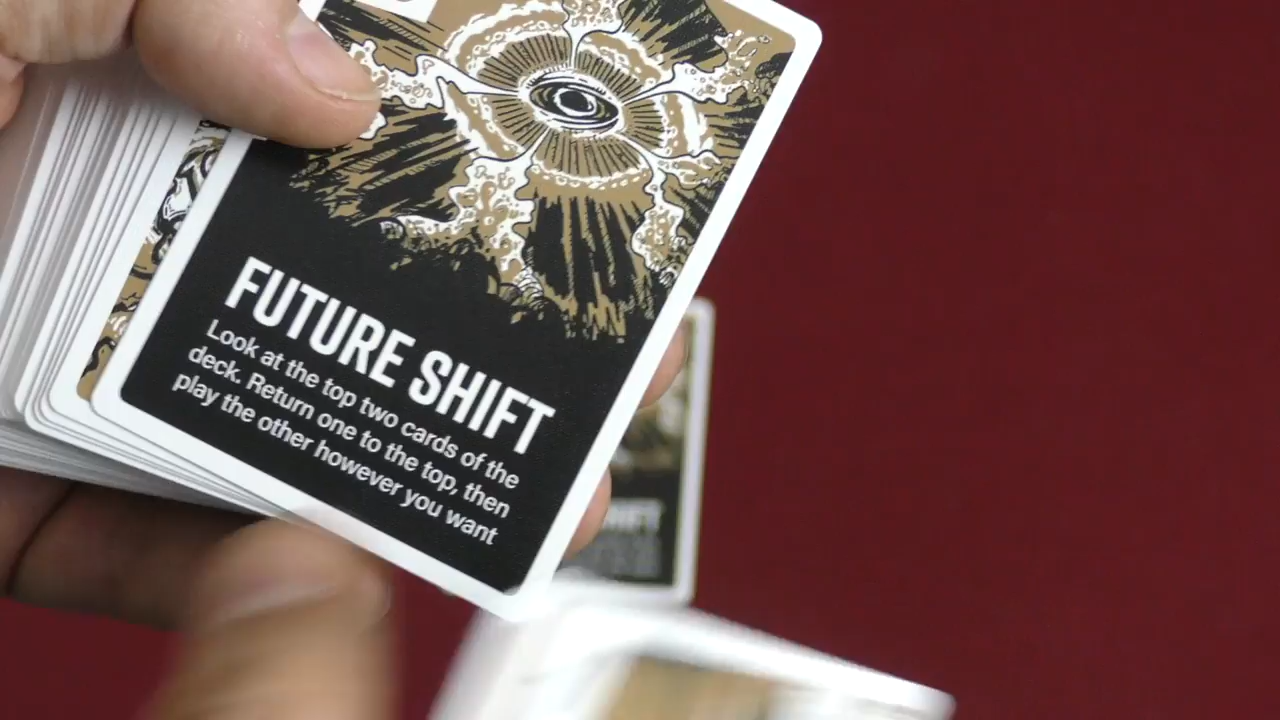 FUTURE SHIFT
Look at the top two cards of the
deck. Return one to the top, then
play the other however you want